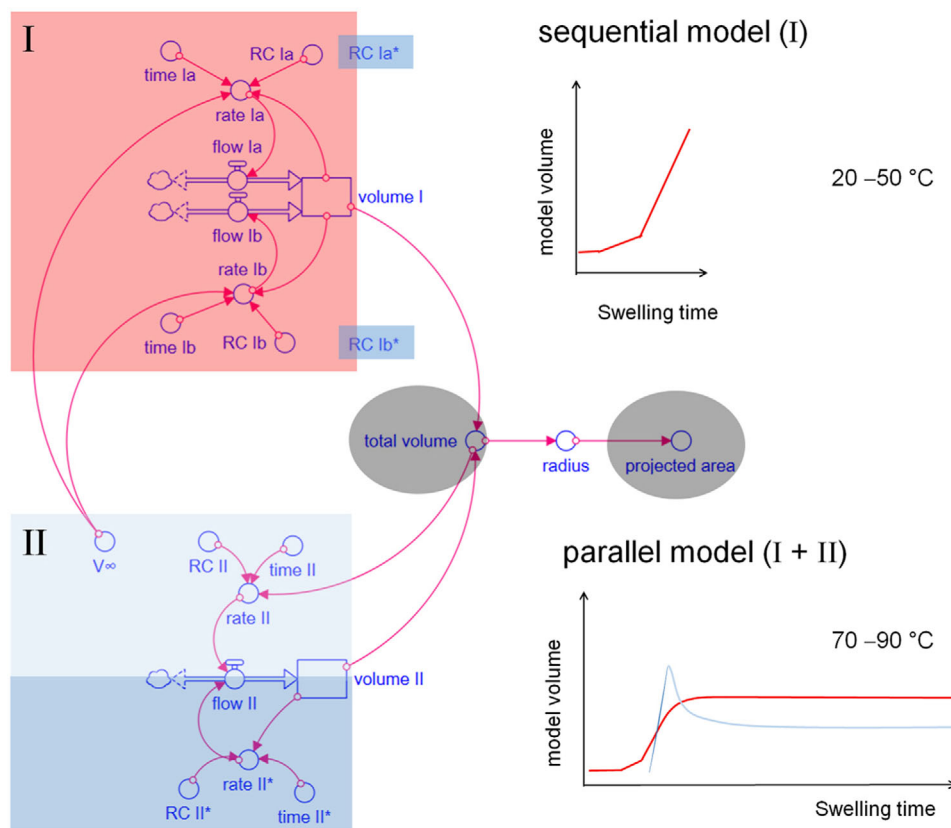 I
time Ia
RC Ia
RC Ia*
rate Ia
flow Ia
volume I
flow Ib
rate Ib
time Ib
RC Ib
RC Ib*
sequential model (I)
model volume
20 –50 °C
Swelling time
total volume
radius
projected area
II
V∞
RC II
time II
rate II
volume II
flow II
rate II*
RC II*
time II*
parallel model (I + II)
model volume
70 –90 °C
Swelling time